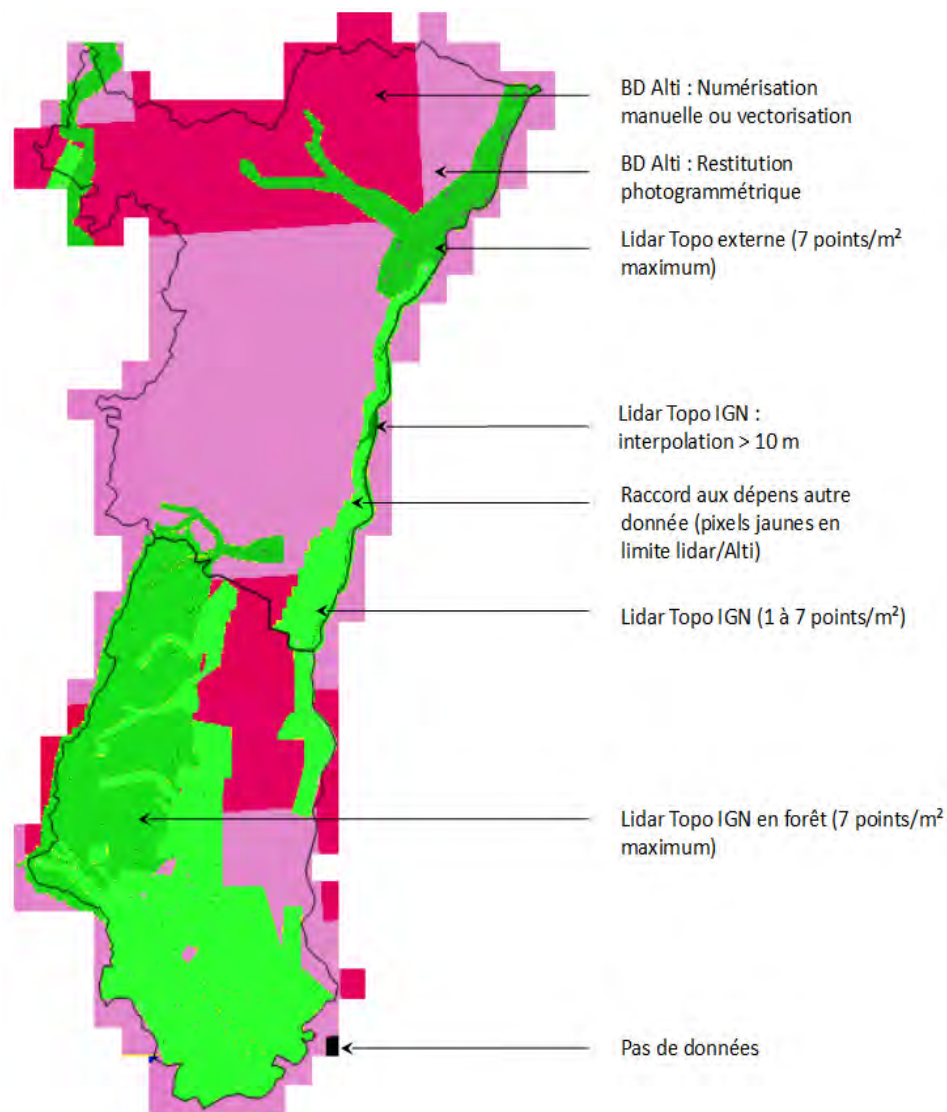 BD Alti : Numérisation
manuelle ou vectorisation
BD Alti : Restitution
photogrammétrique
Lidar Topo externe (7 points/m²
maximum)
Lidar Topo IGN :
interpolation > 10 m
Raccord aux dépens autre
donnée (pixels jaunes en
limite lidar/Alti)
Lidar Topo IGN (1 à 7 points/m²)
Lidar Topo IGN en forêt (7 points/m²
maximum)
Pas de données